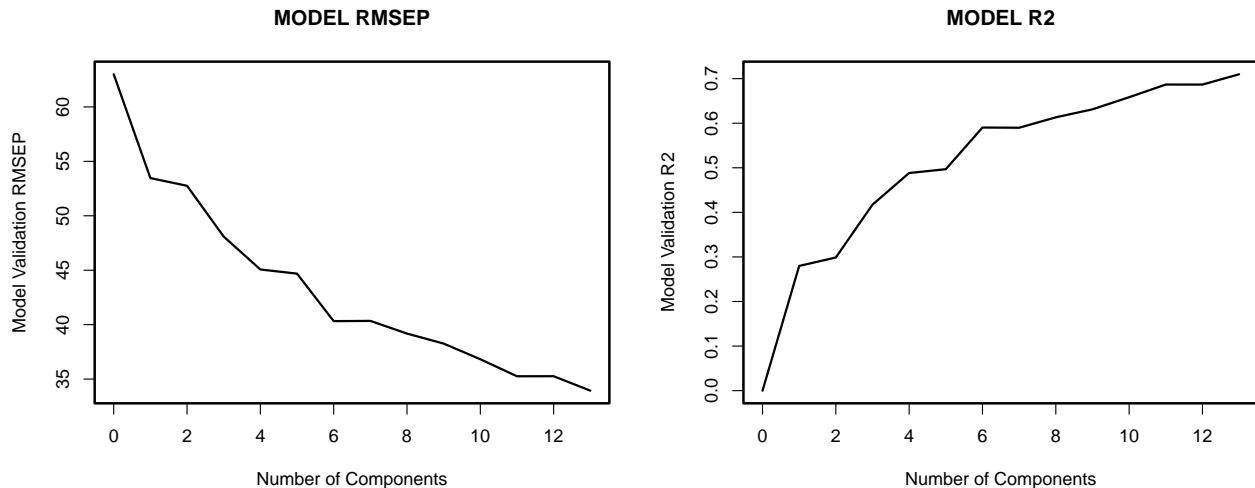 MODEL RMSEP
Model Validation RMSEP
60
55
50
45
40
35
0 2 4 6 8 10 12
Number of Components
MODEL R2
Model Validation R2
0.7
0.6
0.5
0.4
0.3
0.2
0.1
0.0
0 2 4 6 8 10 12
Number of Components